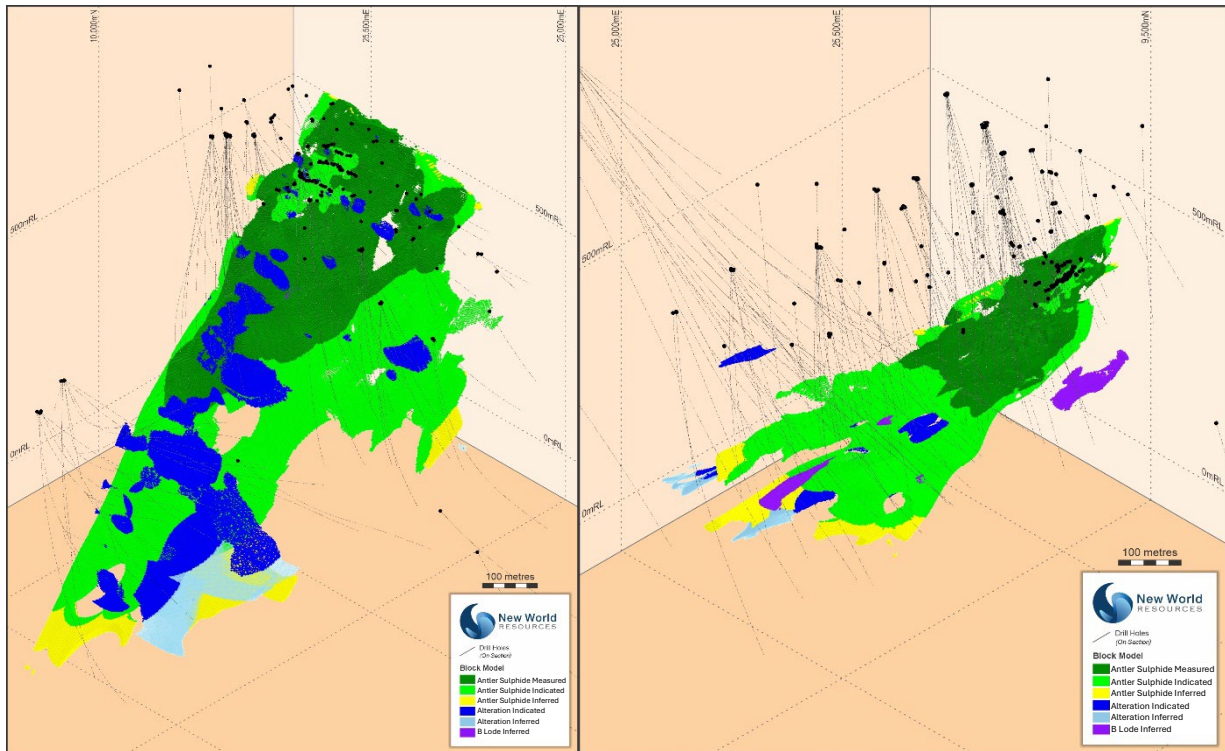 10,000mN
25,500mE
25,000mE
500mRL
500mRL
0mRL
0mRL
100 metres
New World
RESOURCES
Drill Holes
(On Section)
Block Model
Antler Sulphide Measured
Antler Sulphide Indicated
Antler Sulphide Inferred
Alteration Indicated
Alteration Inferred
B Lode Inferred
25,000mE
25,500mE
9,500mN
500mRL
500mRL
0mRL
0mRL
100 metres
New World
RESOURCES
Drill Holes
(On Section)
Block Model
Antler Sulphide Measured
Antler Sulphide Indicated
Antler Sulphide Inferred
Alteration Indicated
Alteration Inferred
B Lode Inferred